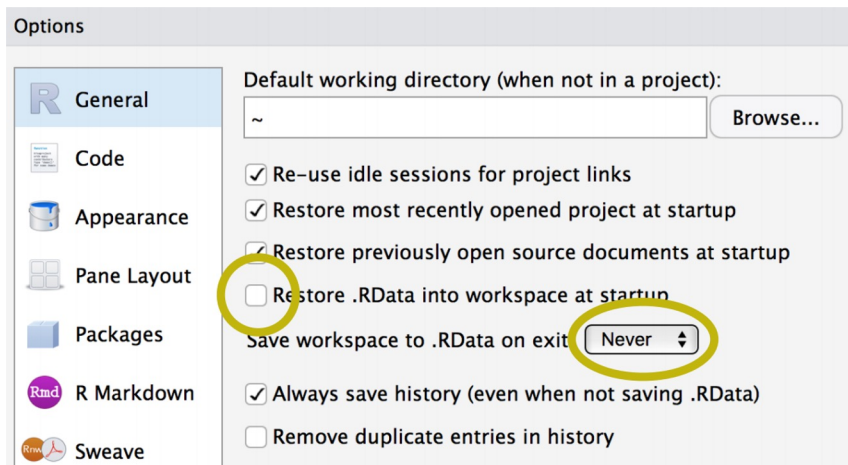 Options
General
Default working directory (when not in a project):
~
Browse...
Code
Re-use idle sessions for project links
Appearance
Restore most recently opened project at startup
Restore previously open source documents at startup
Pane Layout
Restore .RData into workspace at startup
Packages
Save workspace to .RData on exit
Never
Rmd
R Markdown
Always save history (even when not saving .RData)
Remove duplicate entries in history
Rnw
Sweave